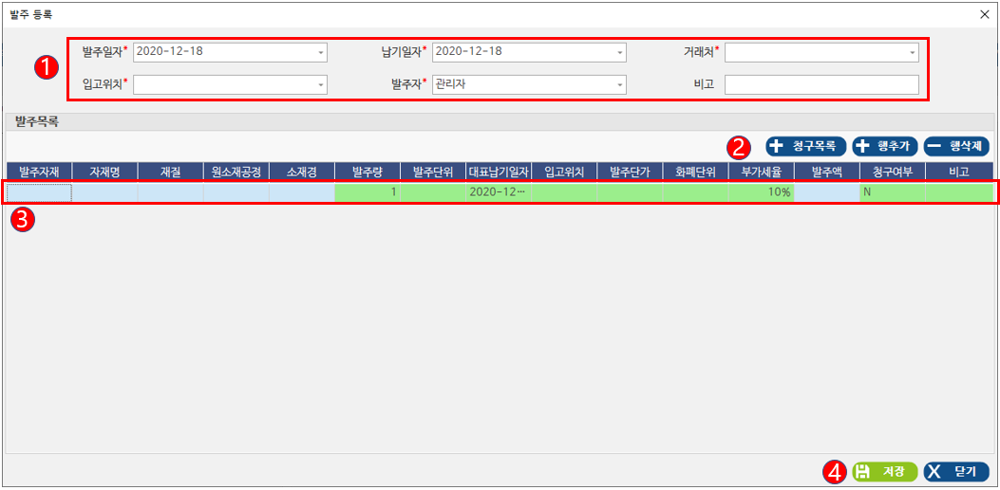 발주 등록
발주일자* 2020-12-18 납기일자* 2020-12-18 거래처*
1
입고위치* 발주자* 관리자 비고
발주목록
2 청구목록 행추가 행삭제
발주자재 자재명 재질 원소재공정 소재경 발주량 발주단위 대표납기일자 입고위치 발주단가 화폐단위 부가세율 발주액 청구여부 비고
1 2020-12··· 10% N
3
4 저장 X 닫기